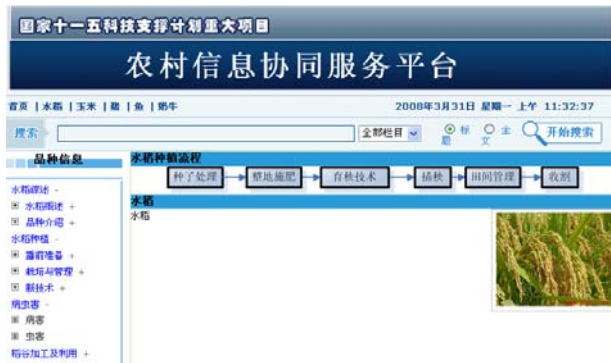 国家十一五科技支撑计划重大项目
农村信息协同服务平台
首页 | 水稻 | 玉米 | 猪 | 鱼 | 奶牛
2008年3月31日 星期一 上午 11:32:37
搜索 全部栏目 标题 全文 开始搜索
品种信息
水稻概述 -
水稻概述 +
品种介绍 +
水稻种植 -
播前准备 +
栽培与管理 +
新技术 +
病虫害 -
病害
虫害
稻谷加工及利用 +
水稻种植流程
种子处理 整地施肥 育秧技术 插秧 田间管理 收割
水稻
水稻